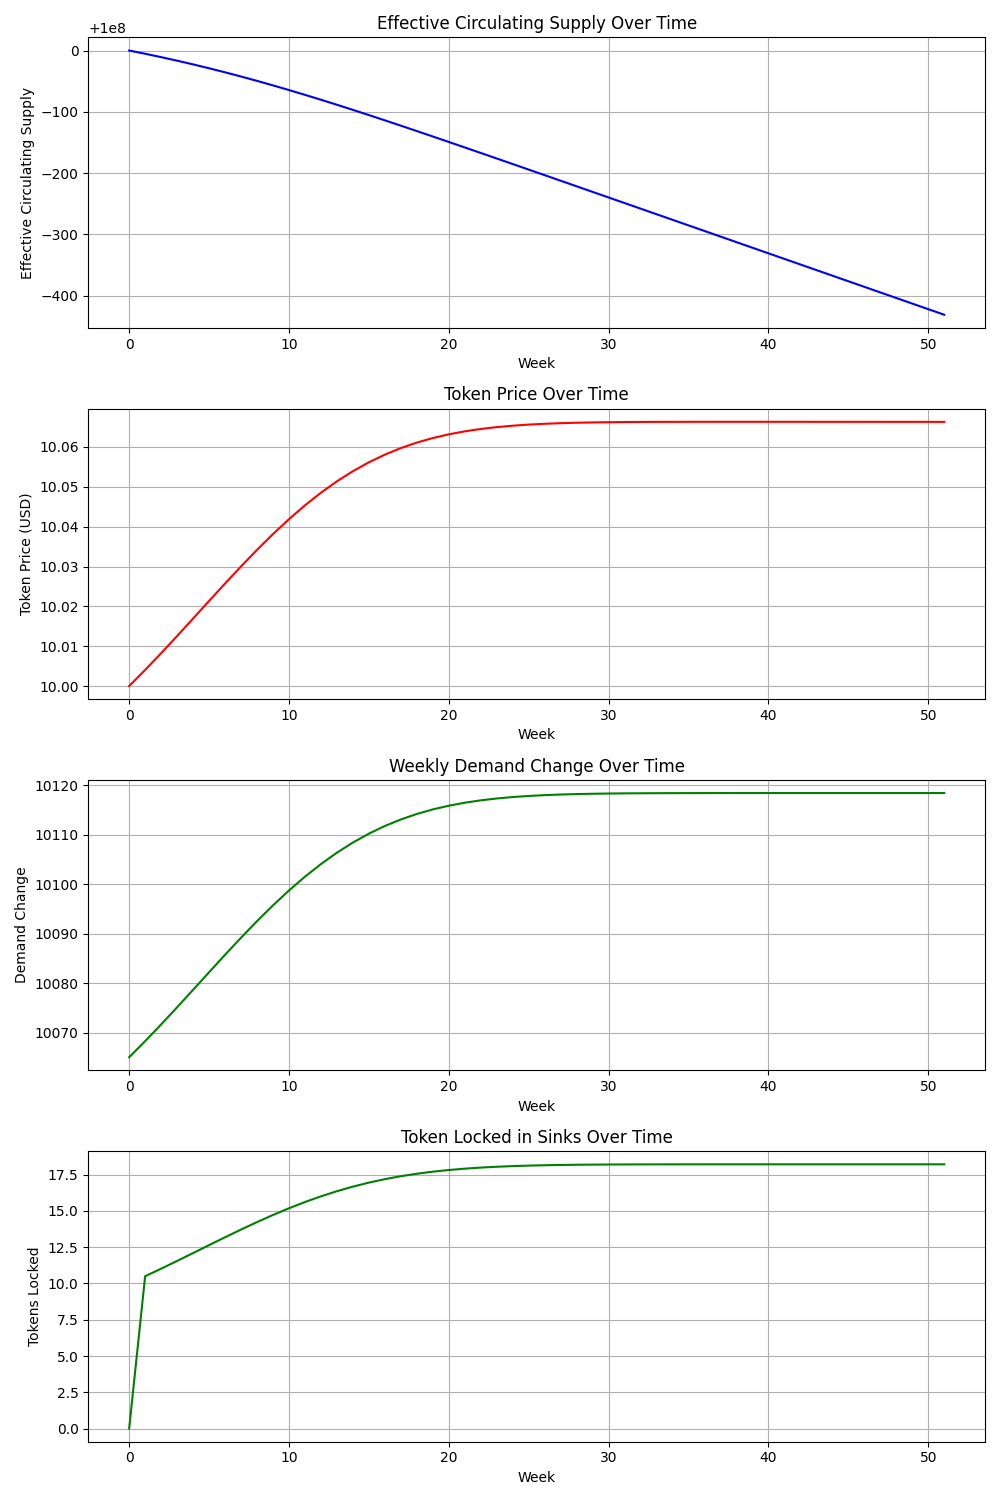 Effective Circulating Supply Over Time
+1e8
0
−100
−200
−300
−400
Effective Circulating Supply
0 10 20 30 40 50
Week
Token Price Over Time
10.06
10.05
10.04
10.03
10.02
10.01
10.00
Token Price (USD)
0 10 20 30 40 50
Week
Weekly Demand Change Over Time
10120
10110
10100
10090
10080
10070
Demand Change
0 10 20 30 40 50
Week
Token Locked in Sinks Over Time
17.5
15.0
12.5
10.0
7.5
5.0
2.5
0.0
Tokens Locked
0 10 20 30 40 50
Week